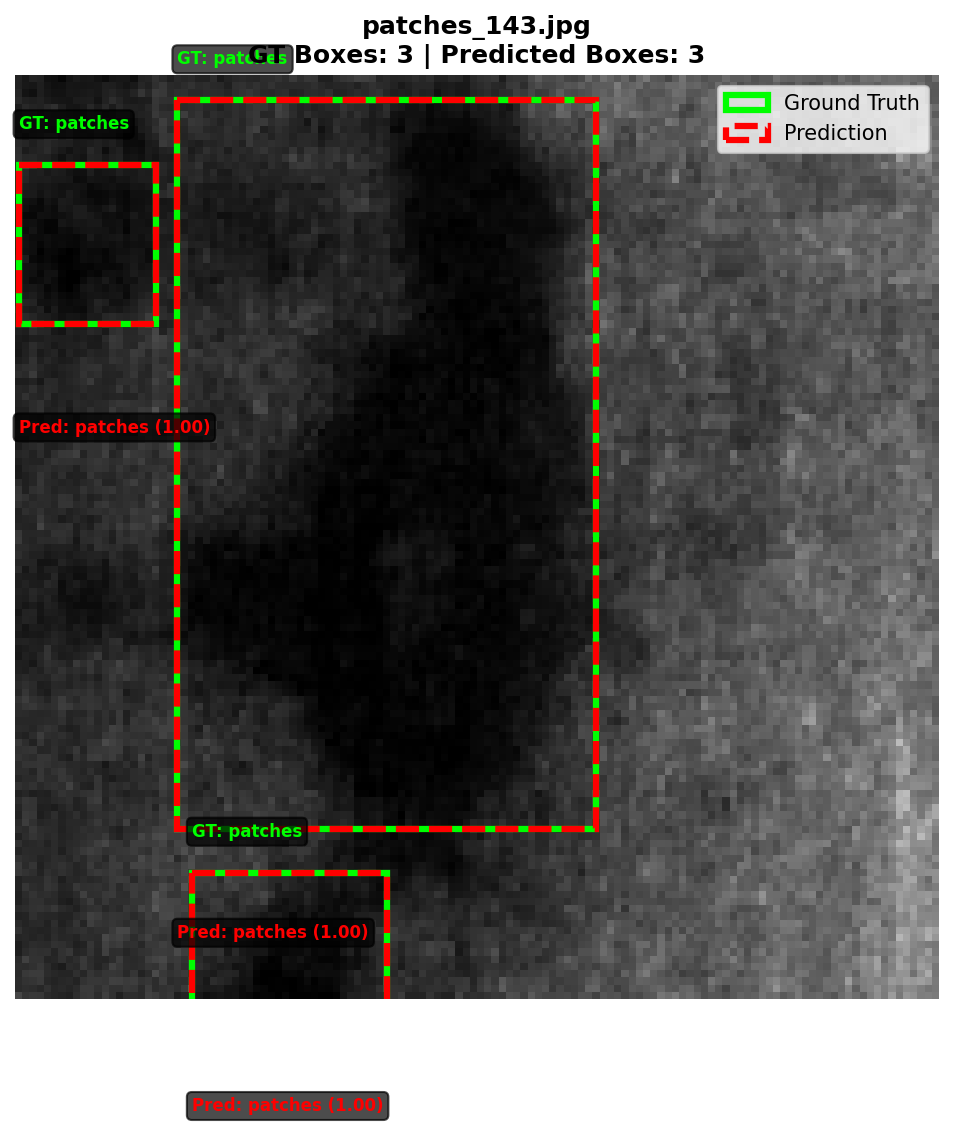 patches_143.jpg
GT Boxes: 3 | Predicted Boxes: 3
GT: patches
Ground Truth
Prediction
GT: patches
Pred: patches (1.00)
GT: patches
Pred: patches (1.00)
Pred: patches (1.00)